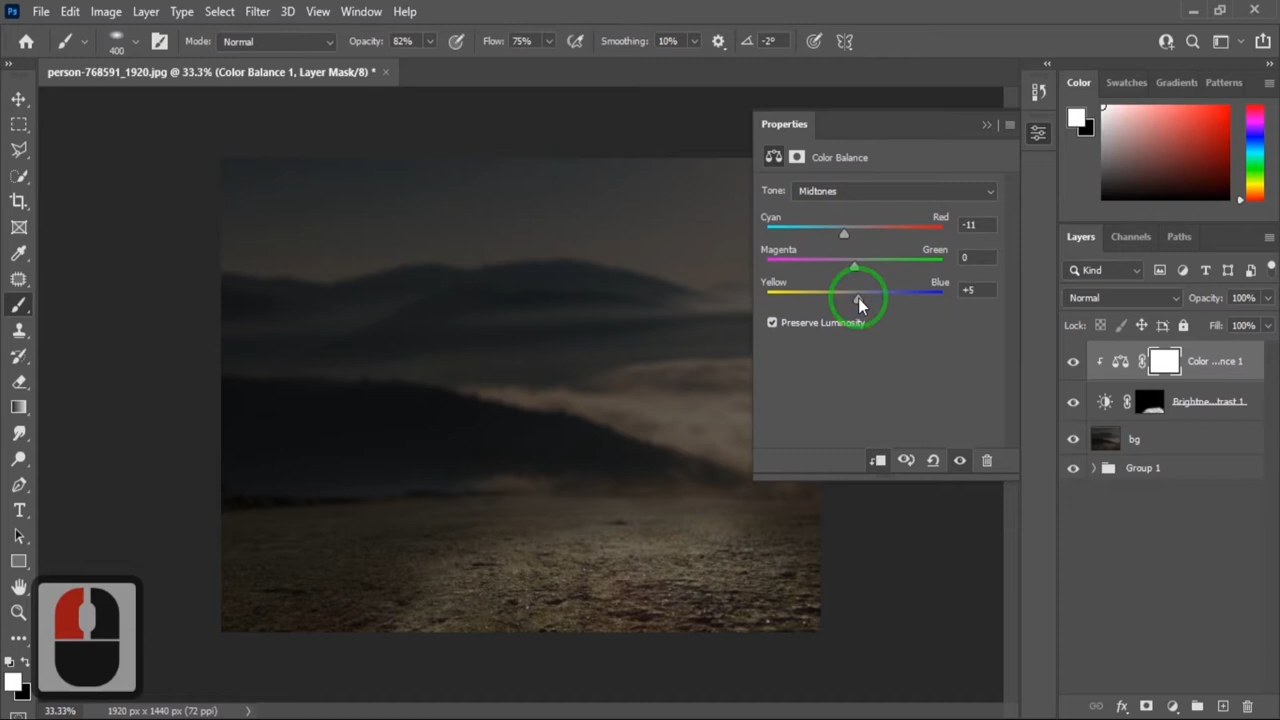 Ps File Edit Image Layer Type Select Filter 3D View Window Help
400 Mode: Normal Opacity: 82% Flow: 75% Smoothing: 10% -2°
person-768591_1920.jpg @ 33.3% (Color Balance 1, Layer Mask/8) *
Color Swatches Gradients Patterns
Properties
Color Balance
Tone: Midtones
Cyan Red -11
Magenta Green 0
Yellow Blue +5
Preserve Luminosity
Layers Channels Paths
Kind
Normal Opacity: 100%
Lock: Fill: 100%
Color ...nce 1
Brightne...trast 1
bg
Group 1
33.33% 1920 px x 1440 px (72 ppi)